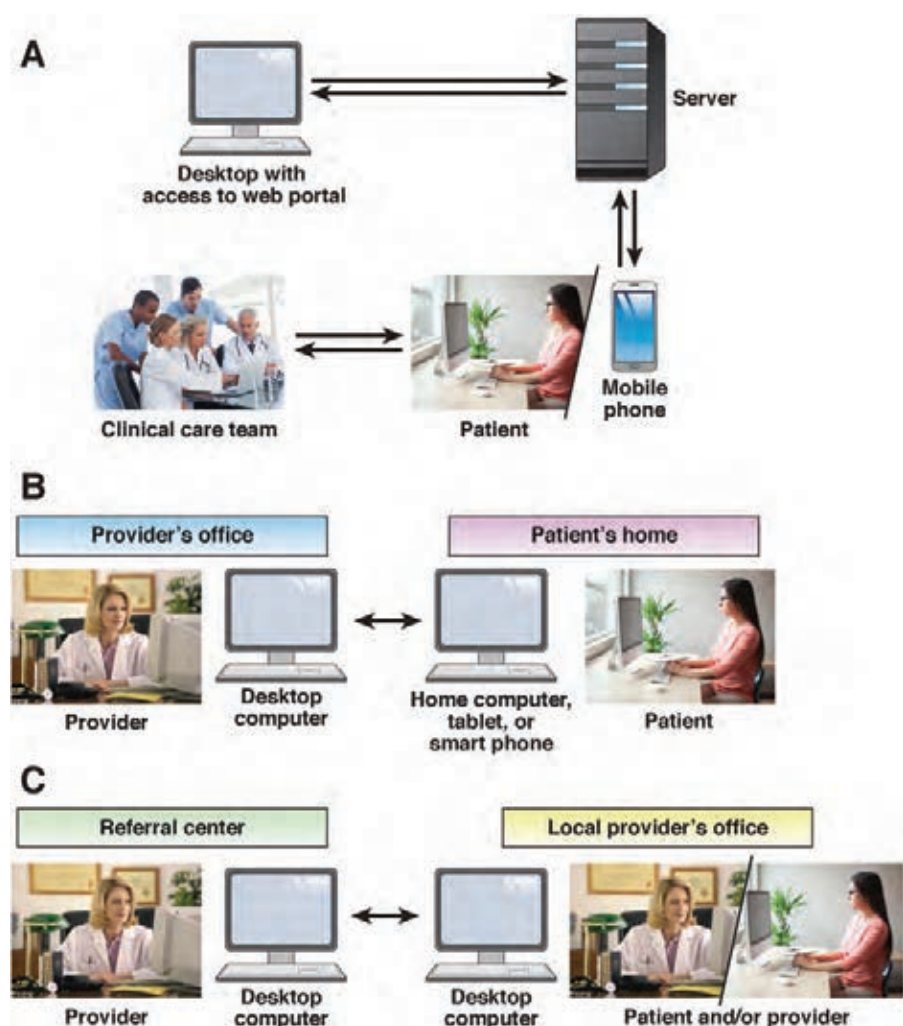 A
Server
Desktop with
access to web portal
Mobile
phone
Clinical care team
Patient
B
Provider's office
Patient's home
Provider
Desktop
computer
Home computer,
tablet, or
smart phone
Patient
C
Referral center
Local provider's office
Provider
Desktop
computer
Desktop
computer
Patient and/or provider